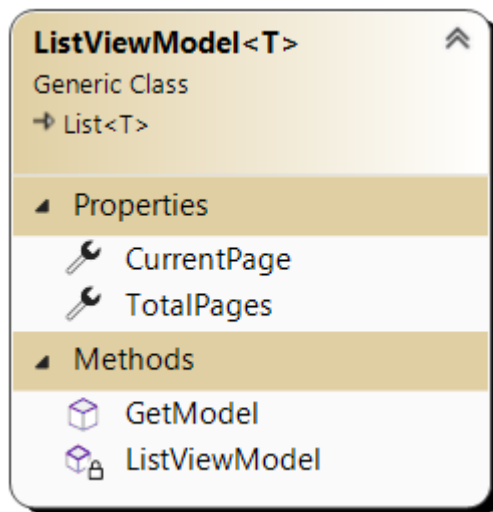 ListViewModel<T>
Generic Class
List<T>
Properties
CurrentPage
TotalPages
Methods
GetModel
ListViewModel